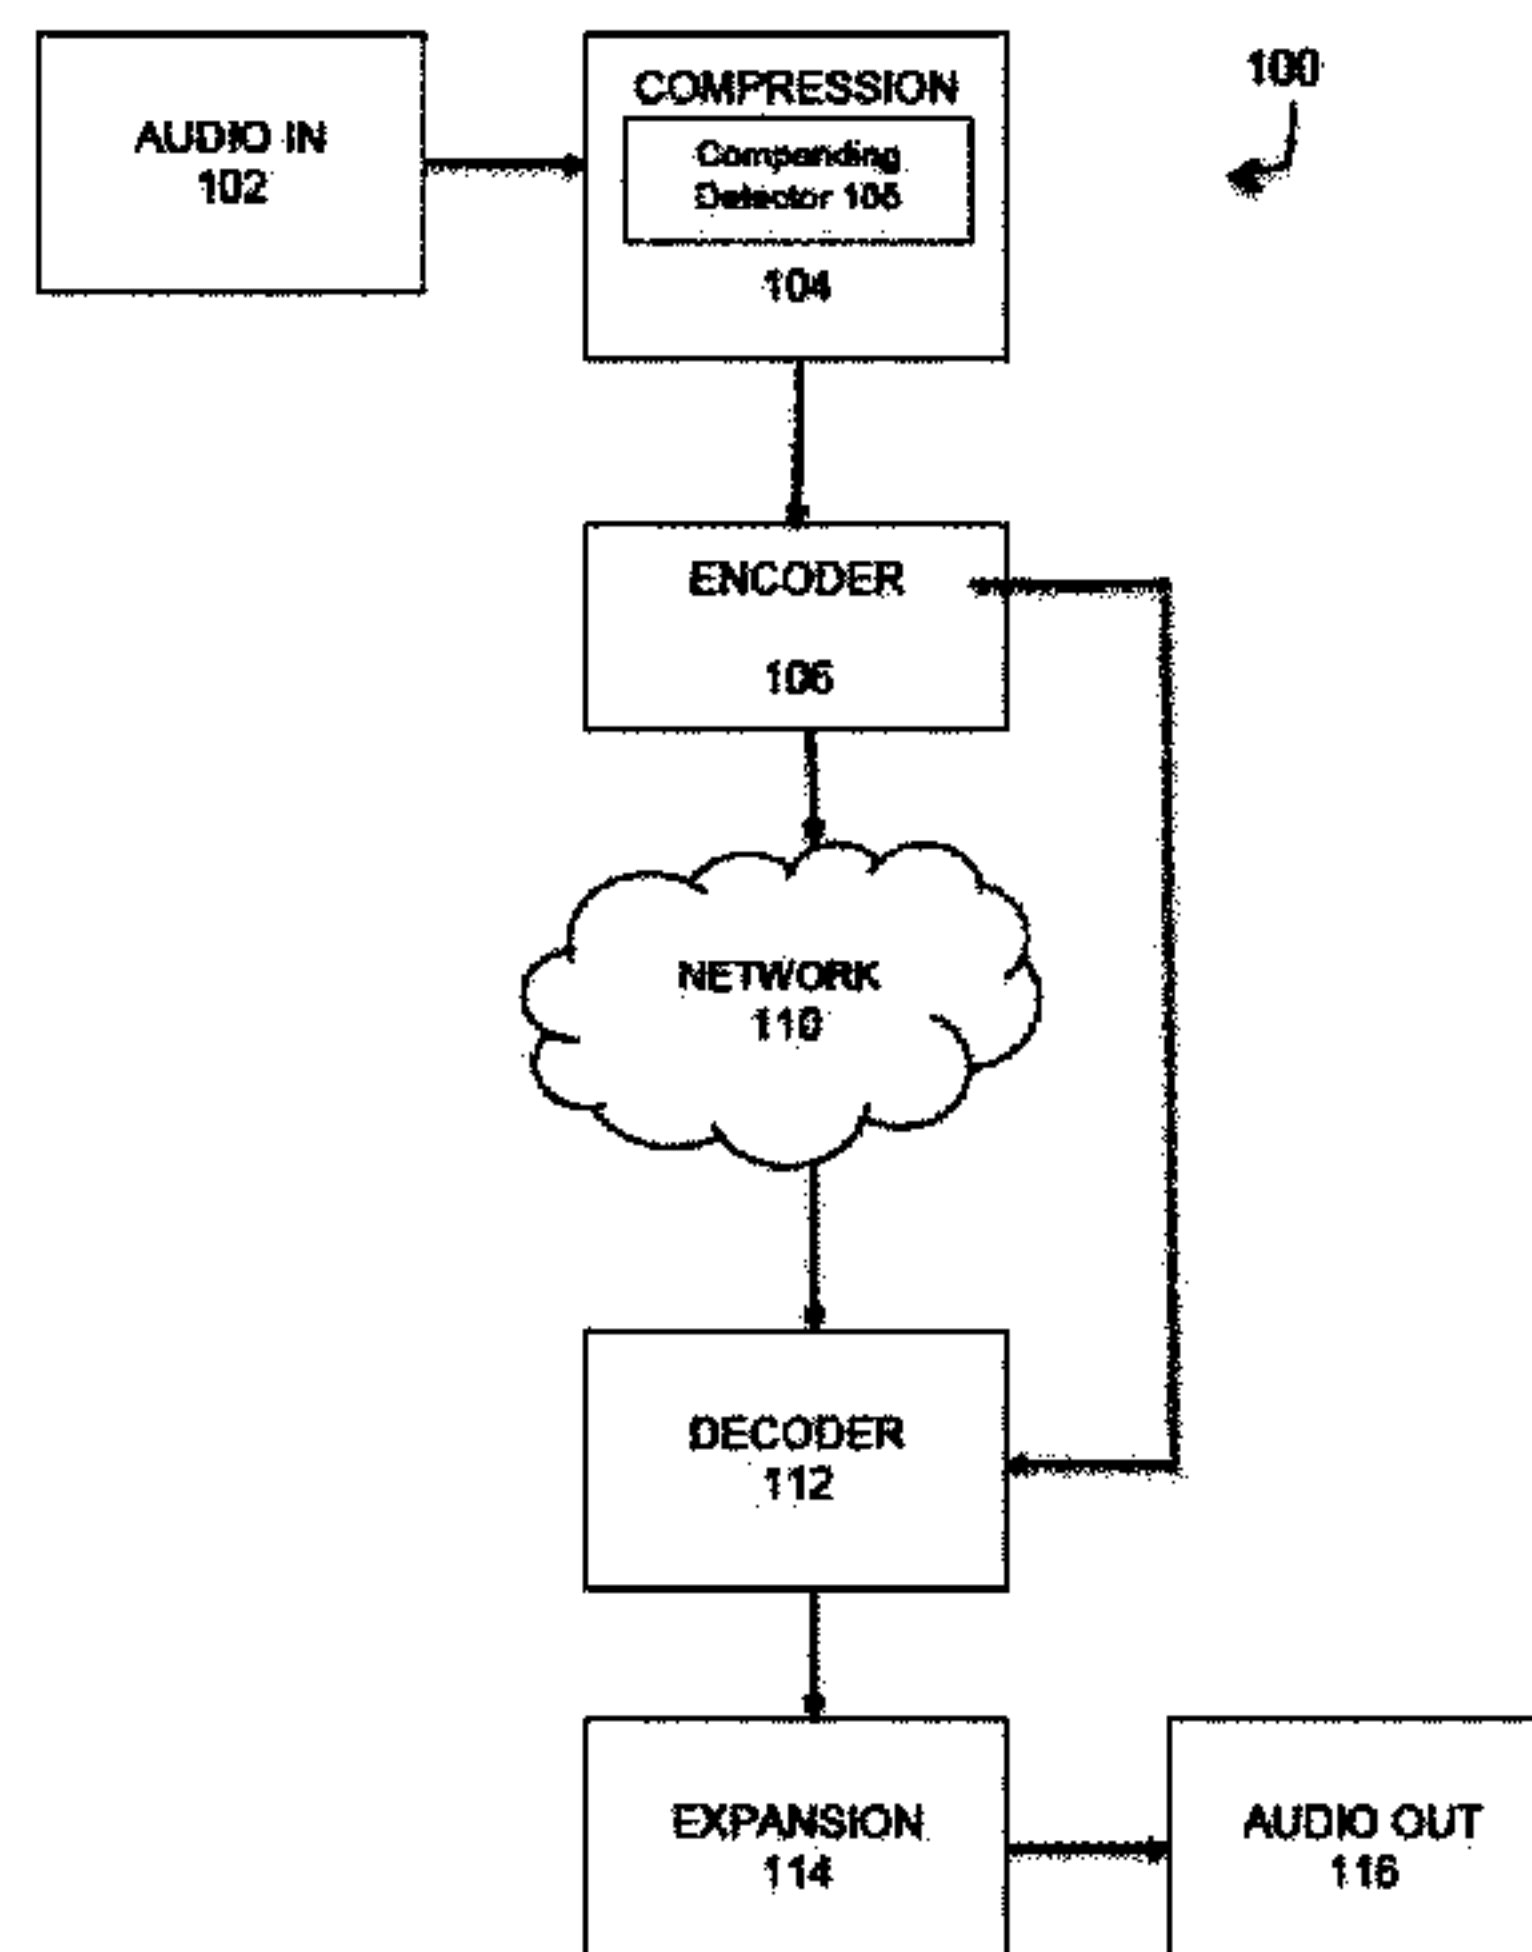 AUDIO IN
102
COMPRESSION
Companding
Detector 105
104
100
ENCODER
106
NETWORK
110
DECODER
112
EXPANSION
114
AUDIO OUT
116